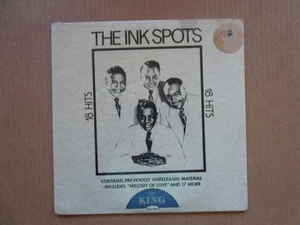 THE INK SPOTS
18 HITS
18 HITS
CONTAINS PREVIOUSLY UNRELEASED MATERIAL
INCLUDES "MELODY OF LOVE" AND 17 MORE
KING